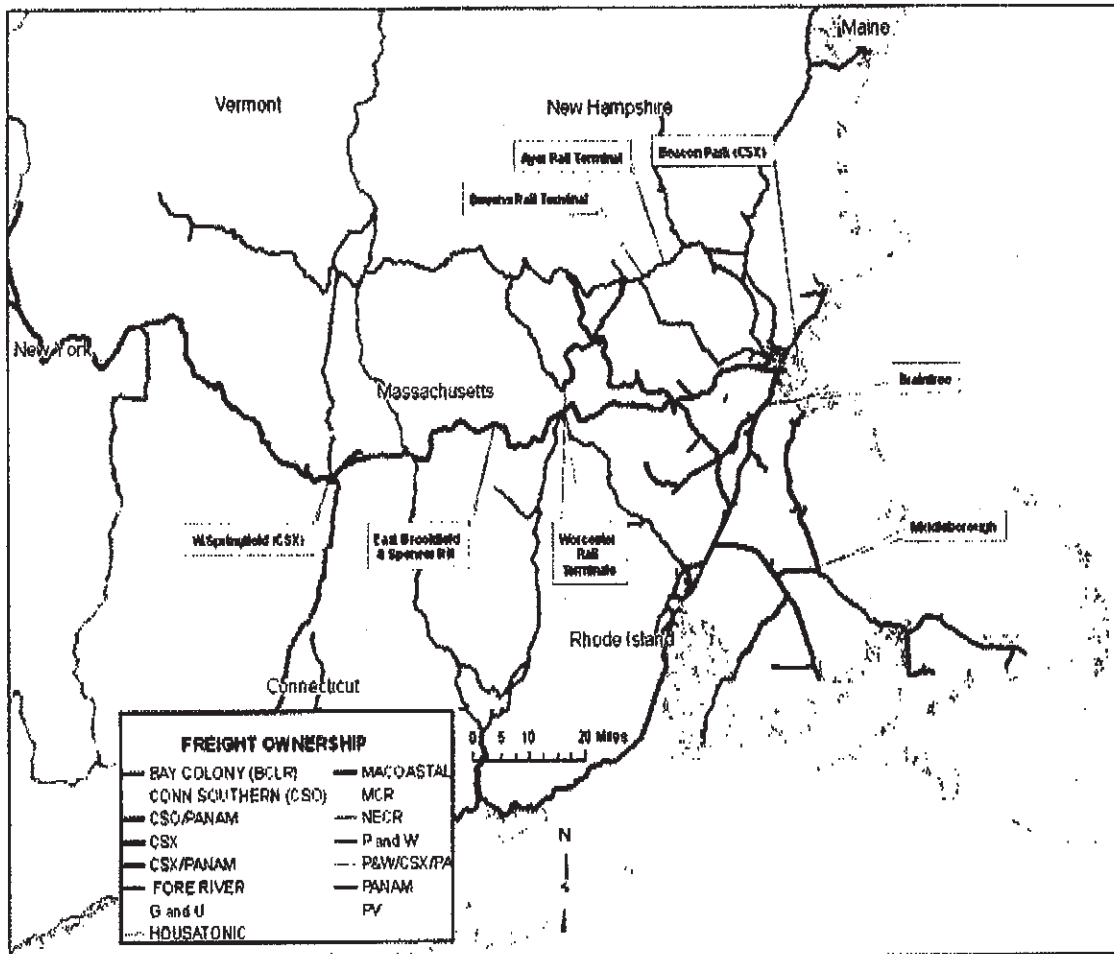 Maine
Vermont
New Hampshire
Ayer Rail Terminal
Beacon Park (CSX)
Rail Terminal
New York
Massachusetts
Braintree
W.Springfield (CSX)
East Brookfield
& Spencer RR
Worcester
Rail
Terminals
Middleborough
Rhode Island
Connecticut
FREIGHT OWNERSHIP
BAY COLONY (BCLR)
CONN SOUTHERN (CSO)
CSO/PANAM
CSX
CSX/PANAM
FORE RIVER
G and U
HOUSATONIC
MACOASTAL
MCR
NECR
P and W
P&W/CSX/PA
PANAM
PV
0 5 10 20 Miles
N